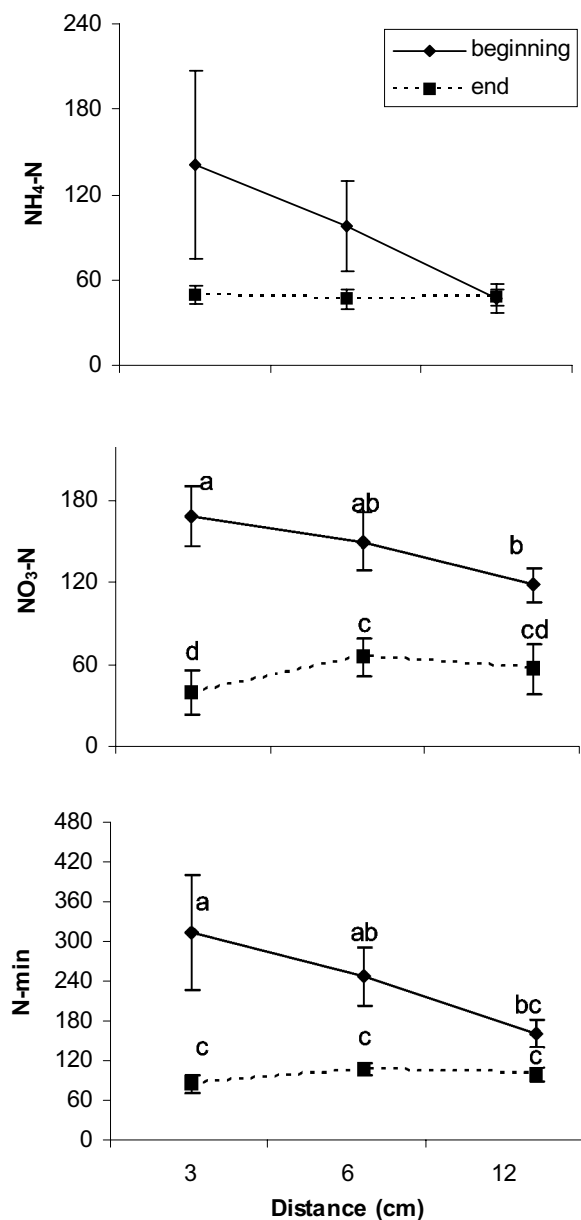 240
180
120
60
0
NH₄-N
beginning
end
180
120
60
0
NO₃-N
a
ab
b
d
c
cd
480
420
360
300
240
180
120
60
0
N-min
a
ab
bc
c
c
c
3 6 12
Distance (cm)